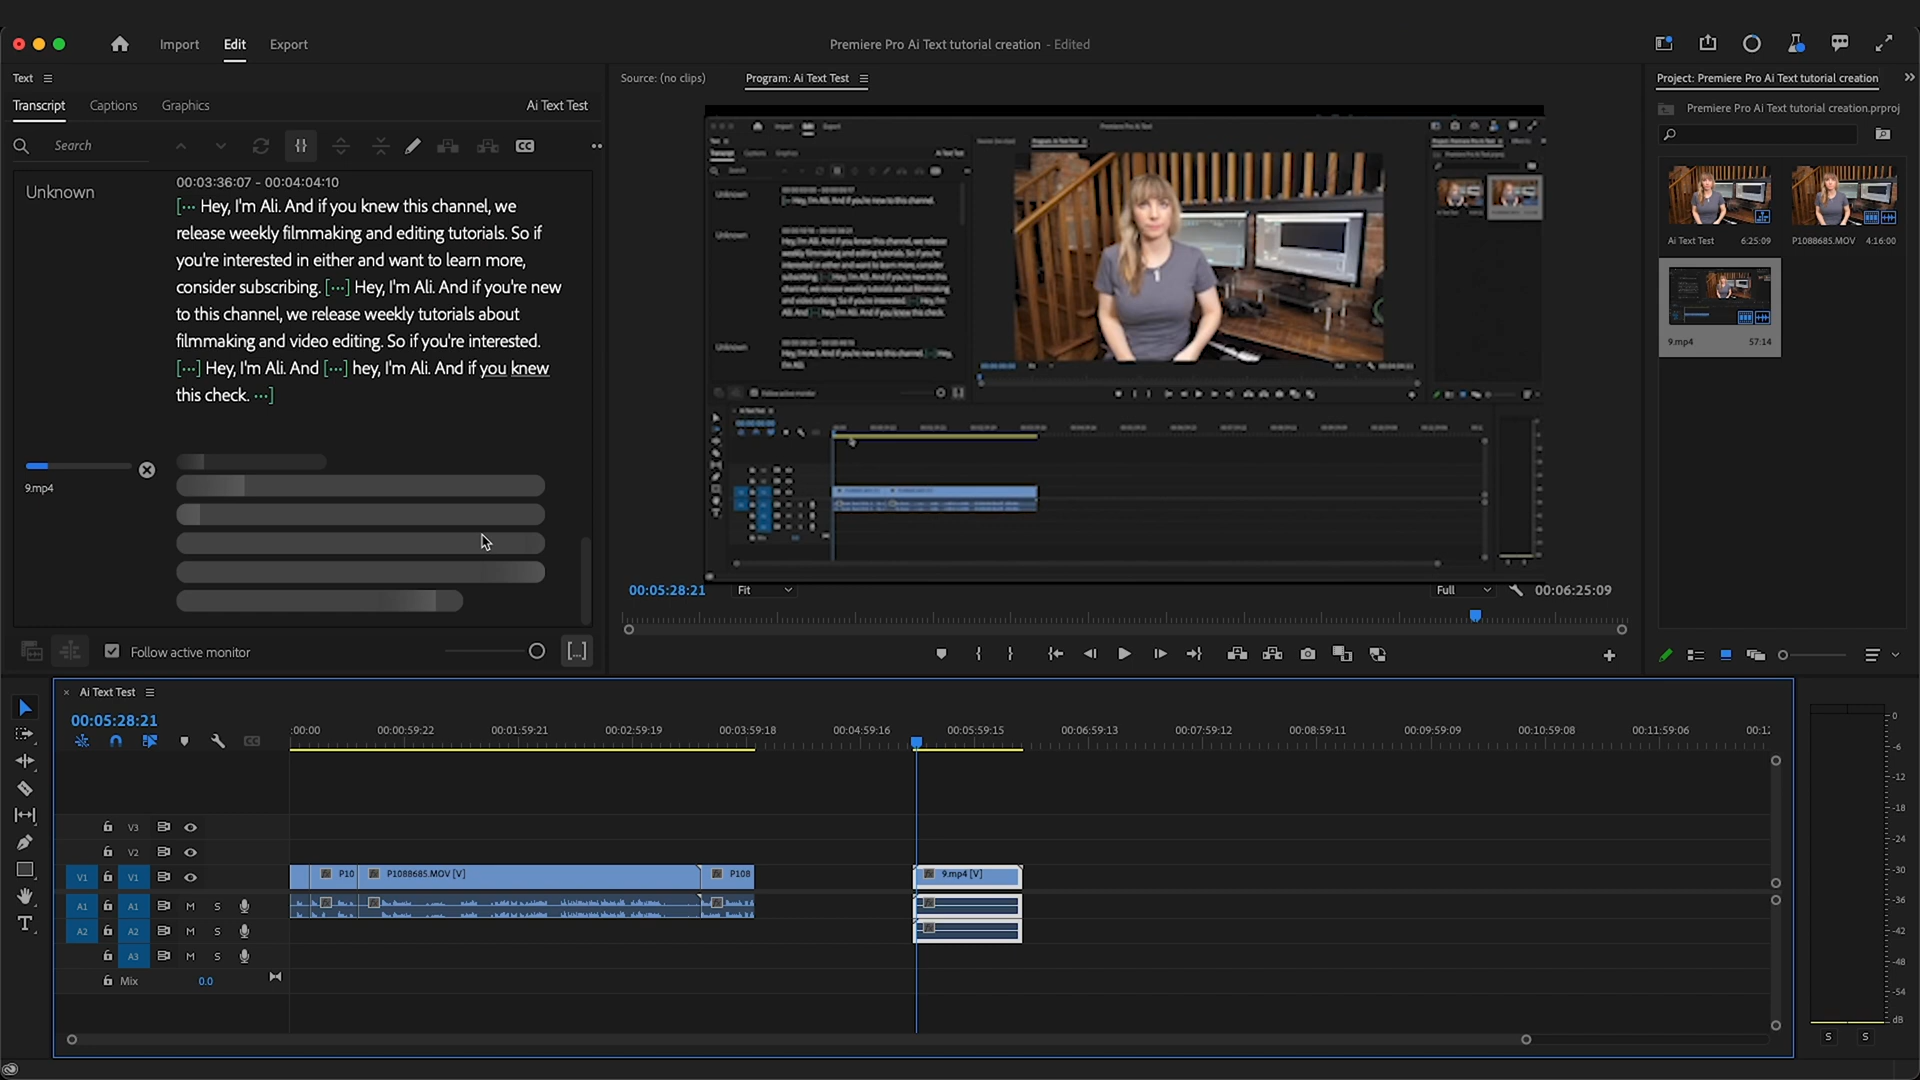 Import
Edit
Export
Premiere Pro Ai Text tutorial creation - Edited
Text
Source: (no clips)
Program: Ai Text Test
Project: Premiere Pro Ai Text tutorial creation
Transcript
Captions
Graphics
Ai Text Test
Premiere Pro Ai Text tutorial creation.prproj
Search
CC
Unknown
00:03:36:07 - 00:04:04:10
[... Hey, I'm Ali. And if you knew this channel, we
release weekly filmmaking and editing tutorials. So if
you're interested in either and want to learn more,
consider subscribing. [...] Hey, I'm Ali. And if you're new
to this channel, we release weekly tutorials about
filmmaking and video editing. So if you're interested.
[...] Hey, I'm Ali. And [...] hey, I'm Ali. And if you knew
this check. ...]
Ai Text Test 6:25:09
P1088685.MOV 4:16:00
9.mp4 57:14
9.mp4
00:05:28:21
Fit
Full
00:06:25:09
Follow active monitor
[...]
Ai Text Test
00:05:28:21
:00:00
00:00:59:22
00:01:59:21
00:02:59:19
00:03:59:18
00:04:59:16
00:05:59:15
00:06:59:13
00:07:59:12
00:08:59:11
00:09:59:09
00:10:59:08
00:11:59:06
00:12:
CC
V3
V2
V1 V1
P10
P1088685.MOV [V]
P108
9.mp4 [V]
A1 A1 M S
A2 A2 M S
A3 M S
Mix 0.0
0
-6
-12
-18
-24
-30
-36
-42
-48
-54
dB
S S